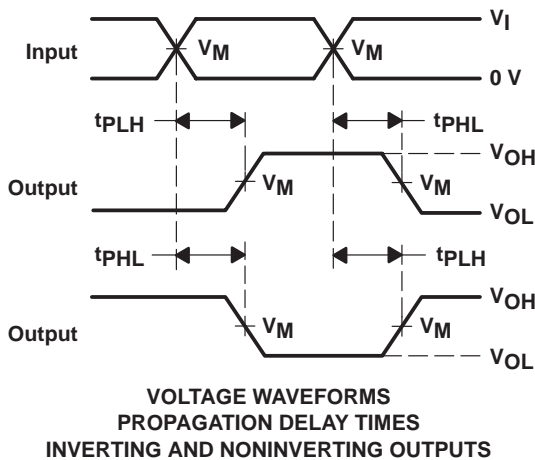 VI
Input
VM
VM
0 V
tPLH
tPHL
VOH
Output
VM
VM
VOL
tPHL
tPLH
VOH
Output
VM
VM
VOL
VOLTAGE WAVEFORMS
PROPAGATION DELAY TIMES
INVERTING AND NONINVERTING OUTPUTS